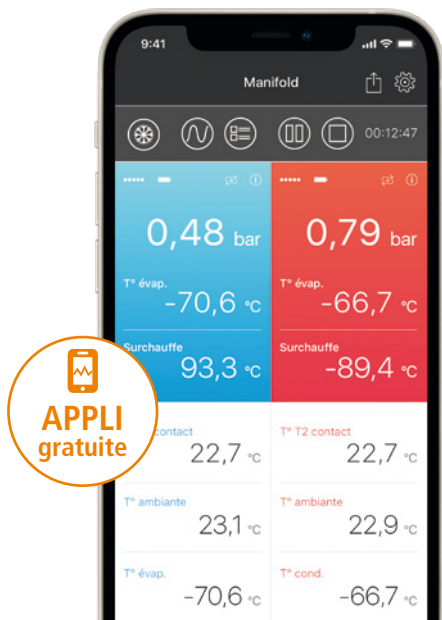 9:41
Manifold
00:12:47
0,48 bar
0,79 bar
T° évap.
-70,6 °C
T° évap.
-66,7 °C
Surchauffe
93,3 °C
Surchauffe
-89,4 °C
APPLI
gratuite
contact
22,7 °C
T° T2 contact
22,7 °C
T° ambiante
23,1 °C
T° ambiante
22,9 °C
T° évap.
-70,6 °C
T° cond.
-66,7 °C